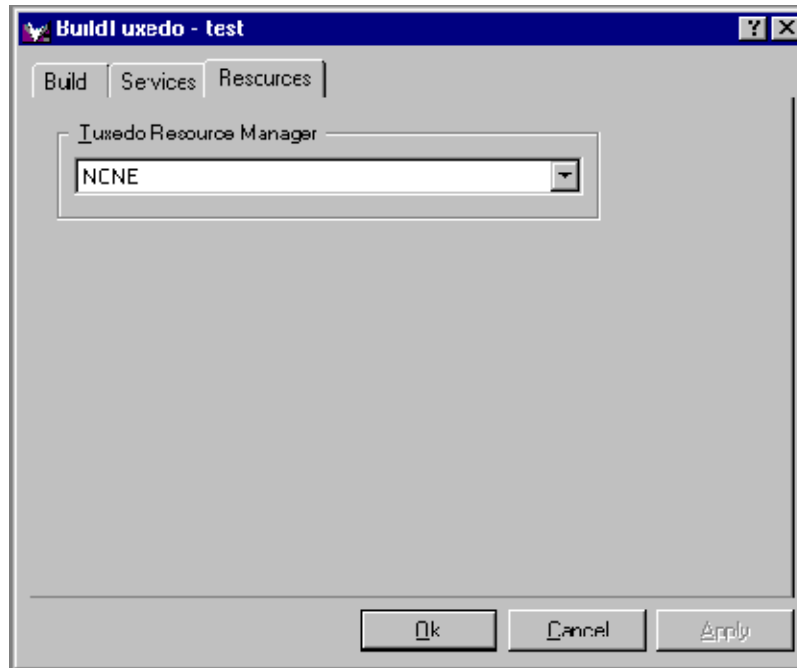 BuildTuxedo - test
Build
Services
Resources
Tuxedo Resource Manager
NONE
Ok
Cancel
Apply